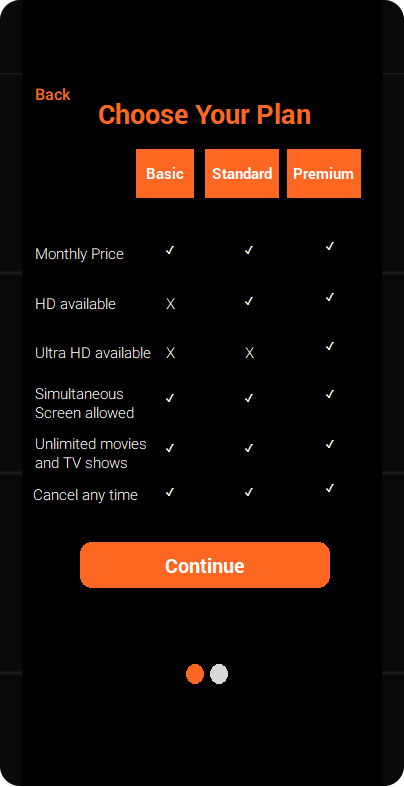 Back
Choose Your Plan
Basic Standard Premium
Monthly Price ✓ ✓ ✓
HD available X ✓ ✓
Ultra HD available X X ✓
Simultaneous
Screen allowed ✓ ✓ ✓
Unlimited movies
and TV shows ✓ ✓ ✓
Cancel any time ✓ ✓ ✓
Continue